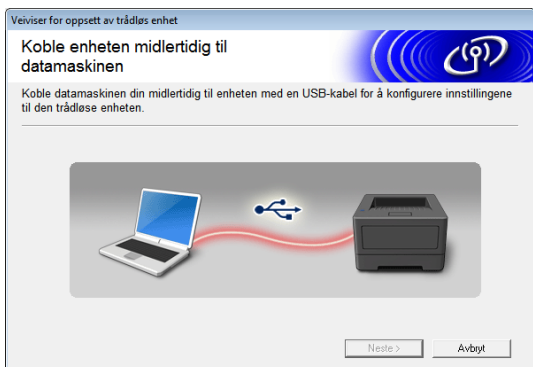 Veiviser for oppsett av trådløs enhet
Koble enheten midlertidig til
datamaskinen
Koble datamaskinen din midlertidig til enheten med en USB-kabel for å konfigurere innstillingene
til den trådløse enheten.
Neste >
Avbryt